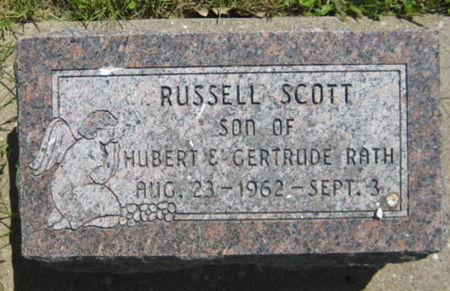 RUSSELL SCOTT
SON OF
HUBERT & GERTRUDE RATH
AUG. 23 - 1962 - SEPT. 3